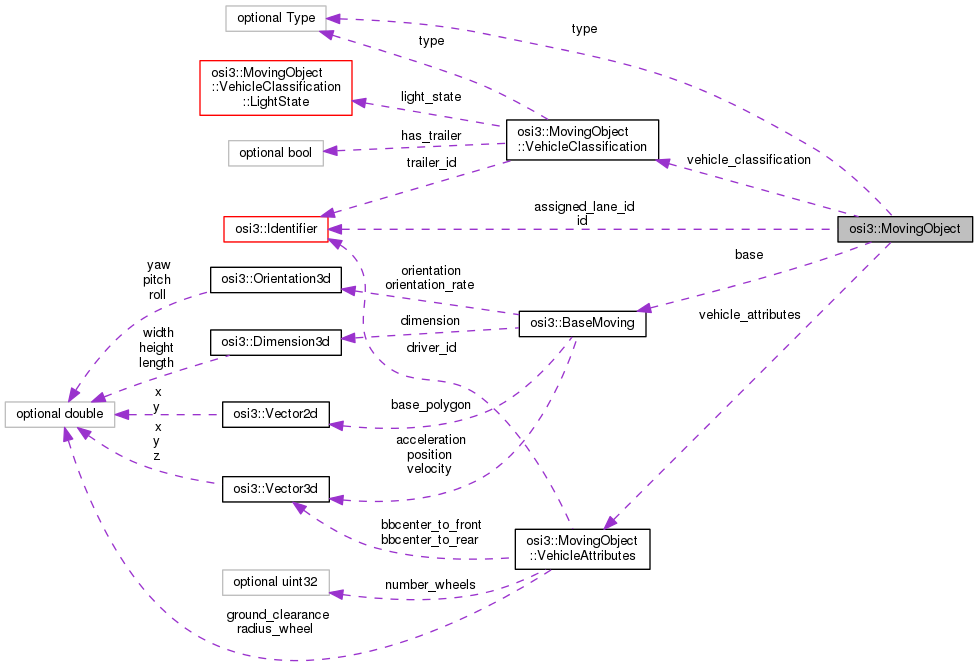 optional Type
type
type
osi3::MovingObject
::VehicleClassification
::LightState
light_state
osi3::MovingObject
::VehicleClassification
has_trailer
optional bool
trailer_id
vehicle_classification
assigned_lane_id
id
osi3::Identifier
osi3::MovingObject
base
yaw
pitch
roll
osi3::Orientation3d
orientation
orientation_rate
vehicle_attributes
osi3::BaseMoving
dimension
width
height
length
osi3::Dimension3d
driver_id
x
y
optional double
osi3::Vector2d
base_polygon
x
y
z
acceleration
position
velocity
osi3::Vector3d
bbcenter_to_front
bbcenter_to_rear
osi3::MovingObject
::VehicleAttributes
optional uint32
number_wheels
ground_clearance
radius_wheel